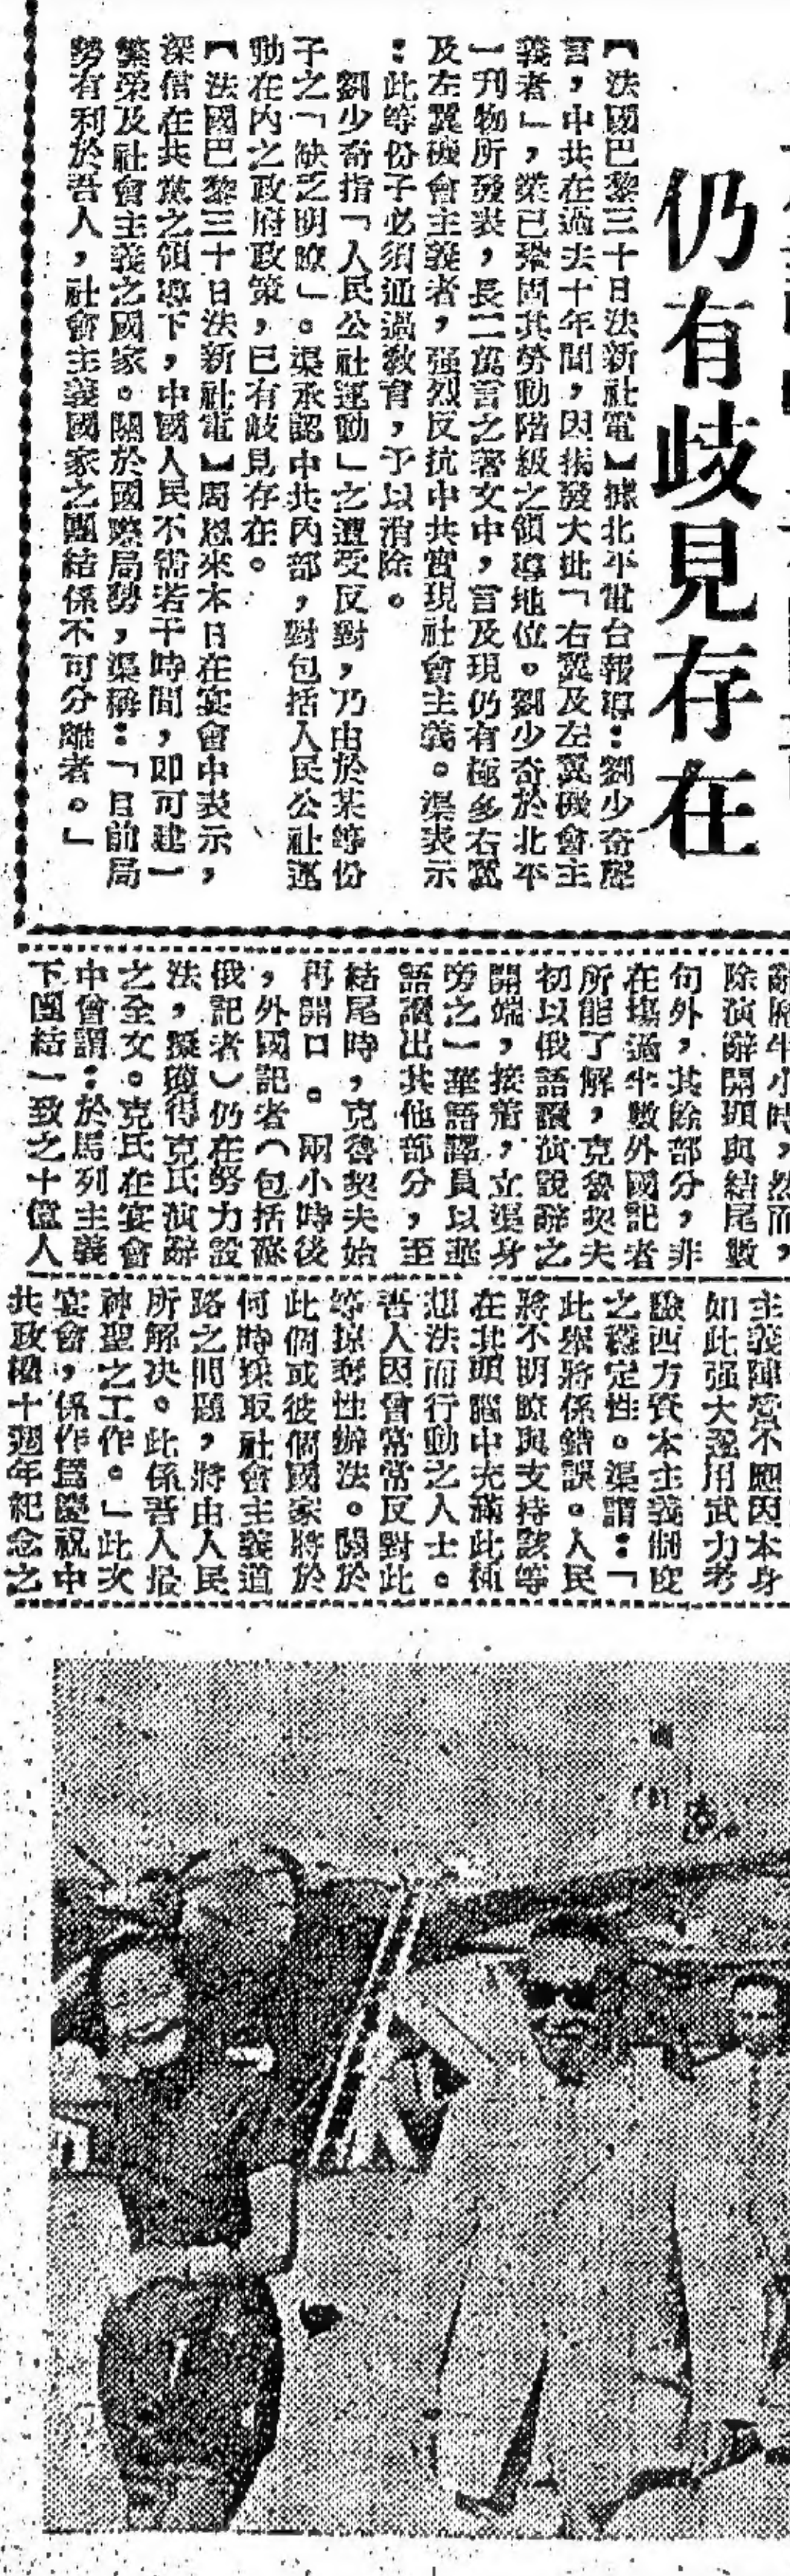 仍有歧見存在
【法國巴黎三十日法新社電】據北平電台報導：劉少奇聲
言，中共在過去十年間，因揭發大批「右翼及左翼機會主
義者」，業已鞏固其勞動階級之領導地位。劉少奇於北平
一刊物所發表，長二萬言之著文中，言及現仍有極多右翼
及左翼機會主義者，强烈反抗中共實現社會主義。渠表示
：此等份子必須通過敎育，予以消除。
劉少奇指「人民公社運動」之遭受反對，乃由於某等份
子之「缺乏明瞭」。渠承認中共內部，對包括人民公社運
動在內之政府政策，已有歧見存在。
【法國巴黎三十日法新社電】周恩來本日在宴會中表示，
深信在共黨之領導下，中國人民不需若干時間，即可建一
繁榮及社會主義之國家。關於國際局勢，渠稱：「目前局
勢有利於吾人，社會主義國家之團結係不可分離者。」
半小時，然而，
除演辭開頭與結尾數
句外，其餘部分，非
在塲過半數外國記者
所能了解，克魯契夫
初以俄語讀演說辭之
開端，接着，立渠身
旁之一華語譯員以華
語讀出其他部分，至
結尾時，克魯契夫始
再開口。兩小時後
，外國記者（包括蘇
俄記者）仍在努力設
法，擬獲得克氏演辭
之全文。克氏在宴會
中曾謂：於馬列主義
下團結一致之十億人
主義陣營不應因本身
如此强大運用武力考
驗西方資本主義制度
之穩定性。渠謂：「
此舉將係錯誤。人民
將不明瞭與支持該等
在其頭腦中充滿此種
想法而行動之人士。
吾人因曾常常反對此
等掠奪性辦法。關於
此個或彼個國家將於
何時採取社會主義道
路之問題，將由人民
所解决。此係吾人最
神聖之工作。」此次
宴會，係作爲慶祝中
共政權十週年紀念之